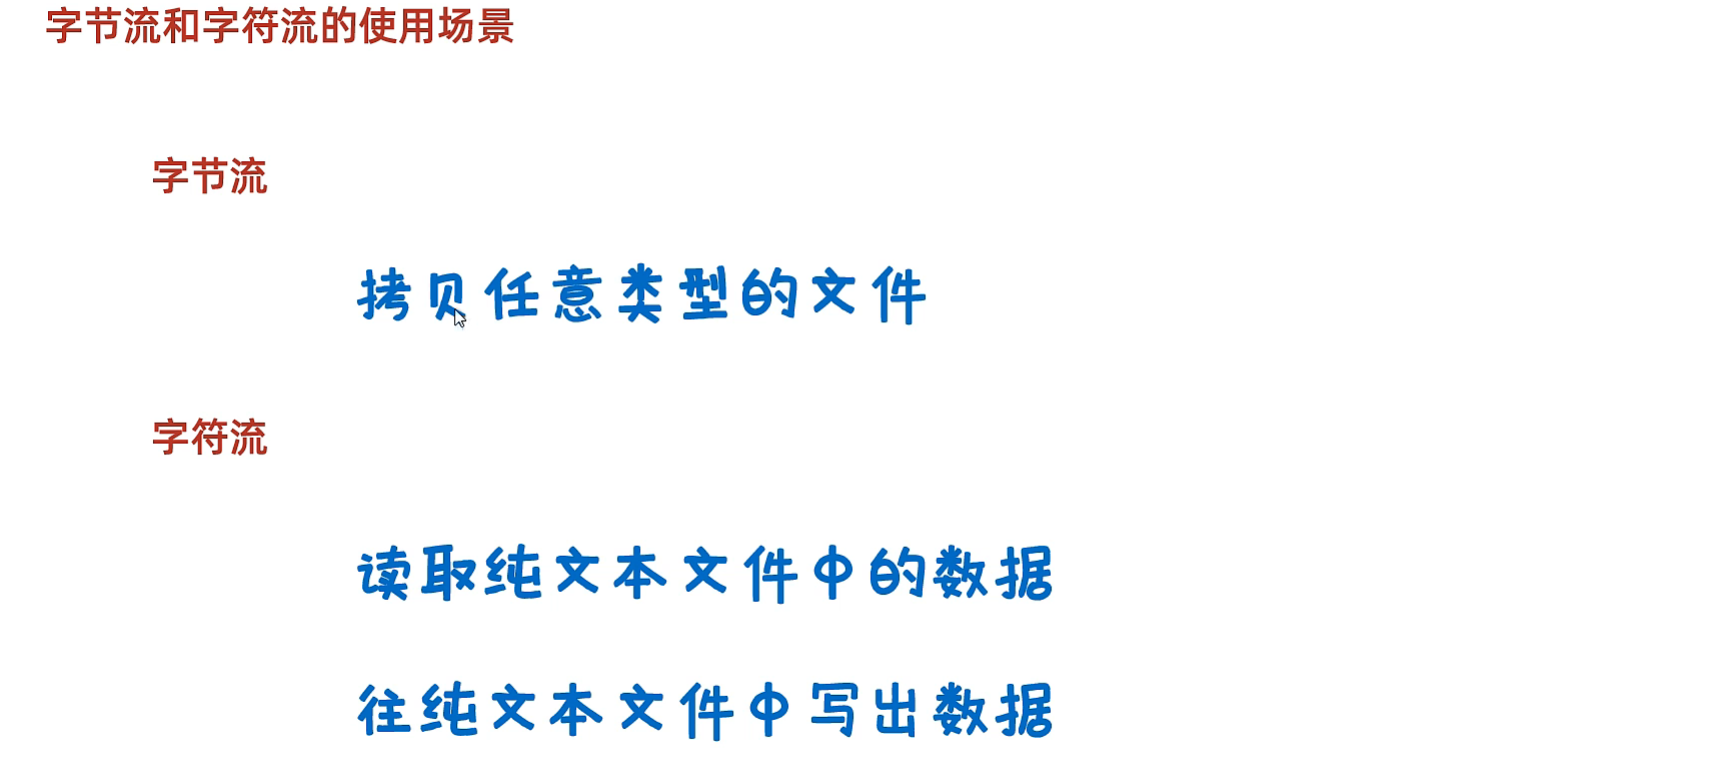 字节流和字符流的使用场景
字节流
拷贝任意类型的文件
字符流
读取纯文本文件中的数据
往纯文本文件中写出数据